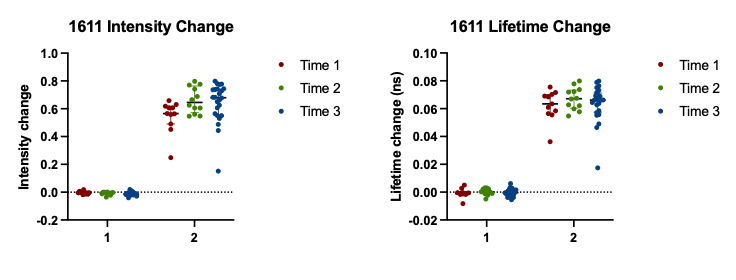 1611 Intensity Change
Intensity change
1.0
0.8
0.6
0.4
0.2
0.0
-0.2
1
2
Time 1
Time 2
Time 3
1611 Lifetime Change
Lifetime change (ns)
0.10
0.08
0.06
0.04
0.02
0.00
-0.02
1
2
Time 1
Time 2
Time 3